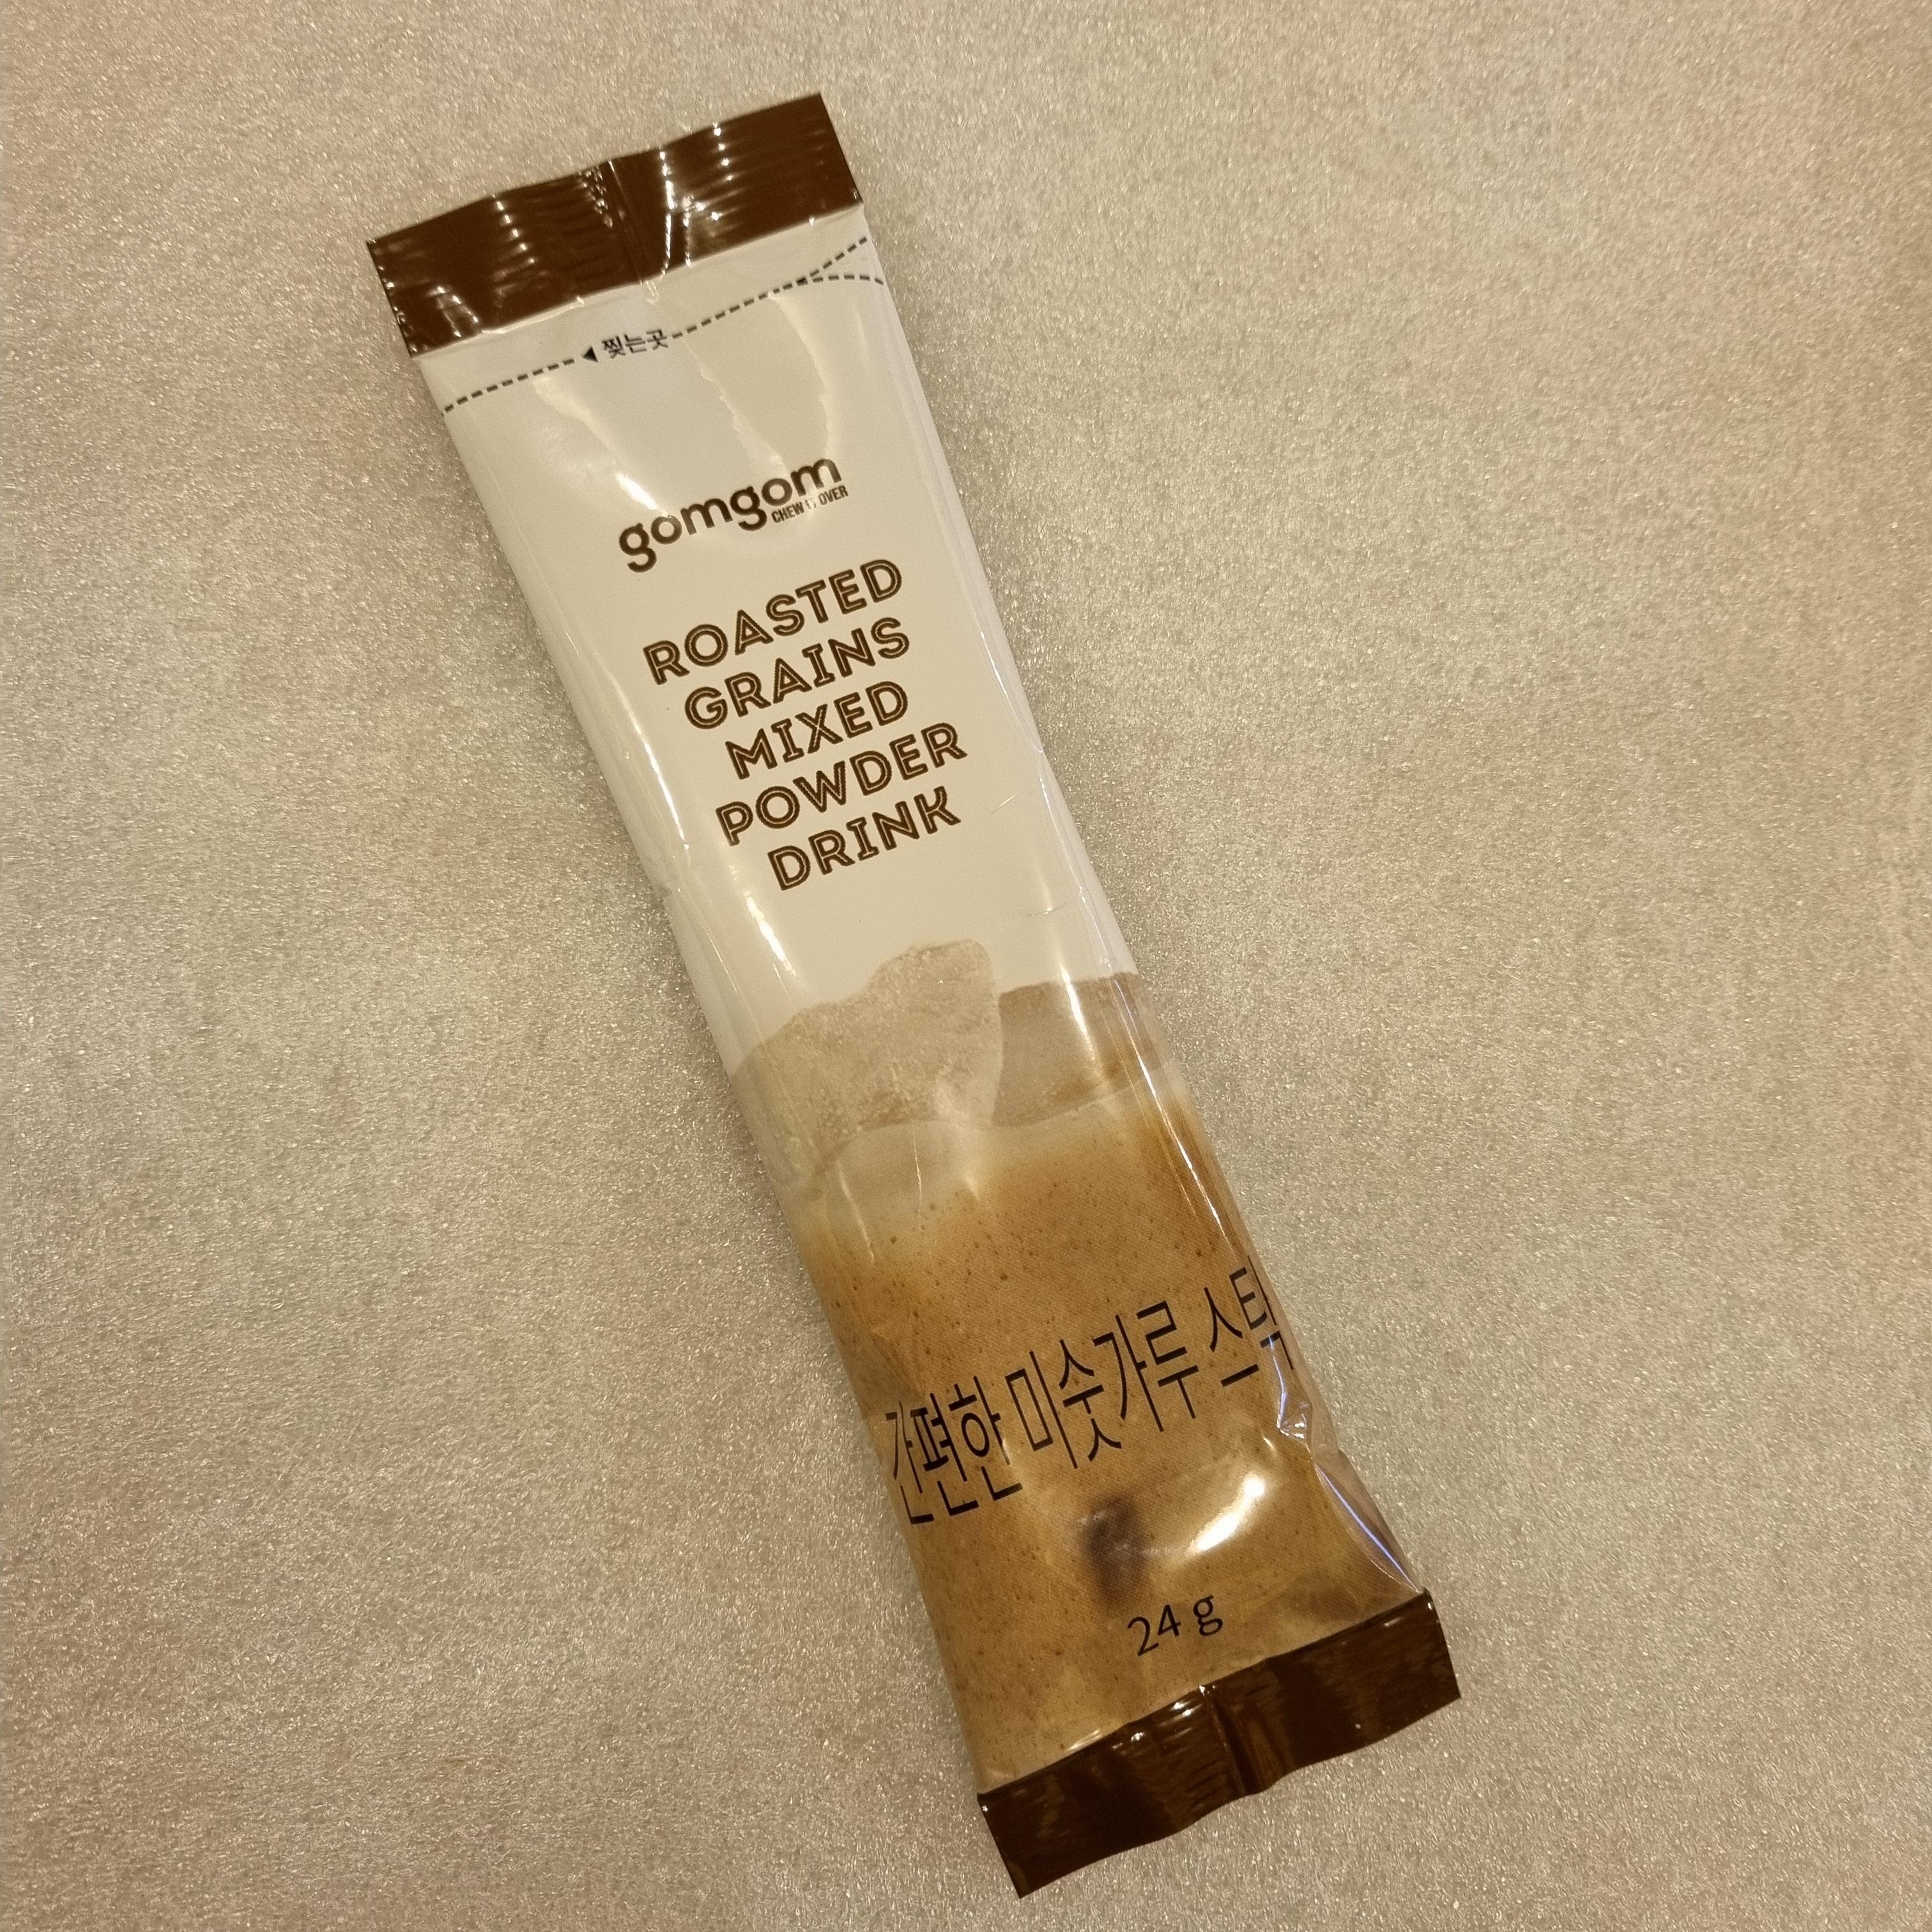 찢는곳
gomgom
CHEW IT OVER
ROASTED
GRAINS
MIXED
POWDER
DRINK
간편한 미숫가루 스틱
24 g